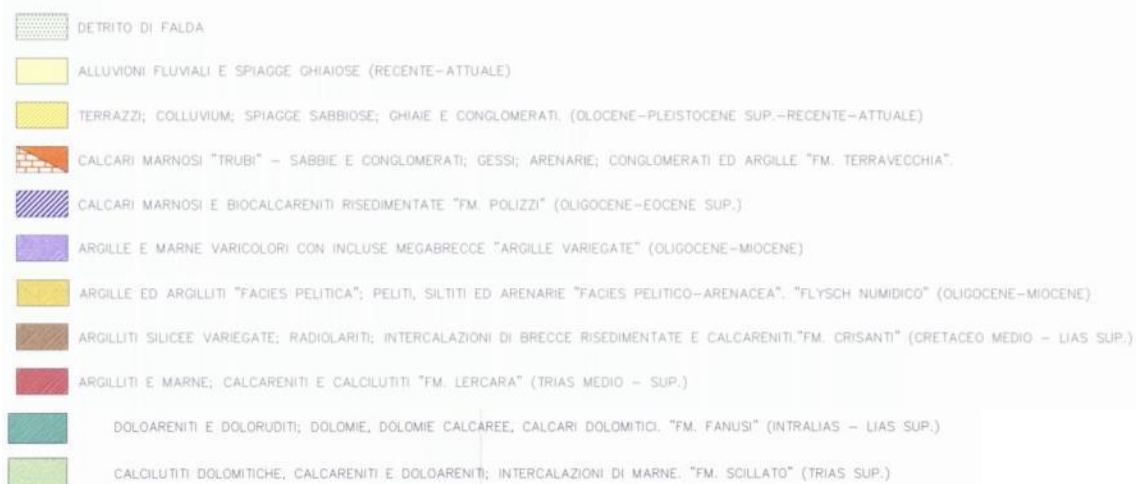 DETRITO DI FALDA
ALLUVIONI FLUVIALI E SPIAGGE GHIAIOSE (RECENTE-ATTUALE)
TERRAZZI; COLLUVIUM; SPIAGGE SABBIOSE; GHIAIE E CONGLOMERATI. (OLOCENE-PLEISTOCENE SUP.-RECENTE-ATTUALE)
CALCARI MARNOSI "TRUBI" - SABBIE E CONGLOMERATI; GESSI; ARENARIE; CONGLOMERATI ED ARGILLE "FM. TERRAVECCHIA".
CALCARI MARNOSI E BIOCALCARENITI RISEDIMENTATE "FM. POLIZZI" (OLIGOCENE-EOCENE SUP.)
ARGILLE E MARNE VARICOLORI CON INCLUSE MEGABRECCE "ARGILLE VARIEGATE" (OLIGOCENE-MIOCENE)
ARGILLE ED ARGILLITI "FACIES PELITICA"; PELITI, SILTITI ED ARENARIE "FACIES PELITICO-ARENACEA". "FLYSCH NUMIDICO" (OLIGOCENE-MIOCENE)
ARGILLITI SILICEE VARIEGATE; RADIOLARITI; INTERCALAZIONI DI BRECCE RISEDIMENTATE E CALCARENITI."FM. CRISANTI" (CRETACEO MEDIO - LIAS SUP.)
ARGILLITI E MARNE; CALCARENITI E CALCILUTITI "FM. LERCARA" (TRIAS MEDIO - SUP.)
DOLOARENITI E DOLORUDITI; DOLOMIE, DOLOMIE CALCAREE, CALCARI DOLOMITICI. "FM. FANUSI" (INTRALIAS - LIAS SUP.)
CALCILUTITI DOLOMITICHE, CALCARENITI E DOLOARENITI; INTERCALAZIONI DI MARNE. "FM. SCILLATO" (TRIAS SUP.)